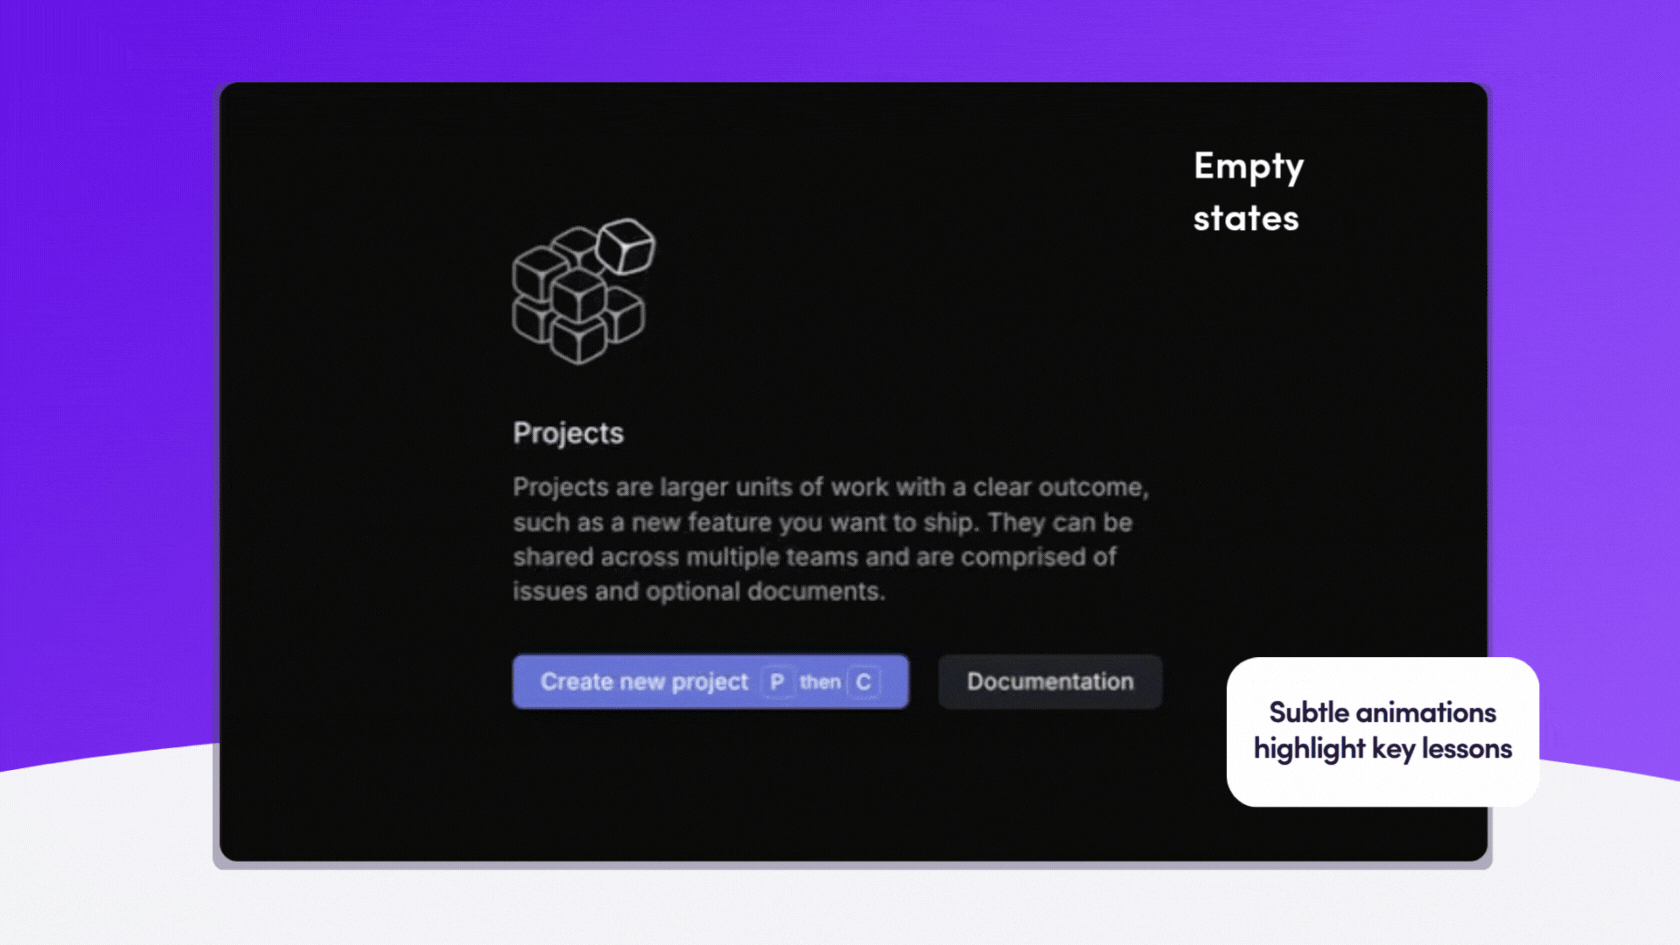 Empty
states
Projects
Projects are larger units of work with a clear outcome,
such as a new feature you want to ship. They can be
shared across multiple teams and are comprised of
issues and optional documents.
Create new project P then C
Documentation
Subtle animations
highlight key lessons